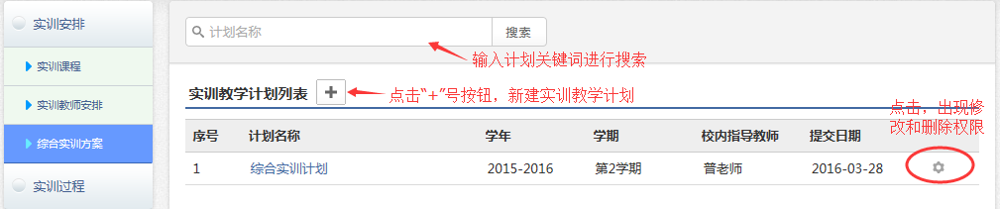 实训安排
实训课程
实训教师安排
综合实训方案
实训过程
计划名称 搜索
输入计划关键词进行搜索
实训教学计划列表 +
点击“+”号按钮，新建实训教学计划
点击，出现修
改和删除权限
序号 计划名称 学年 学期 校内指导教师 提交日期
1 综合实训计划 2015-2016 第2学期 普老师 2016-03-28